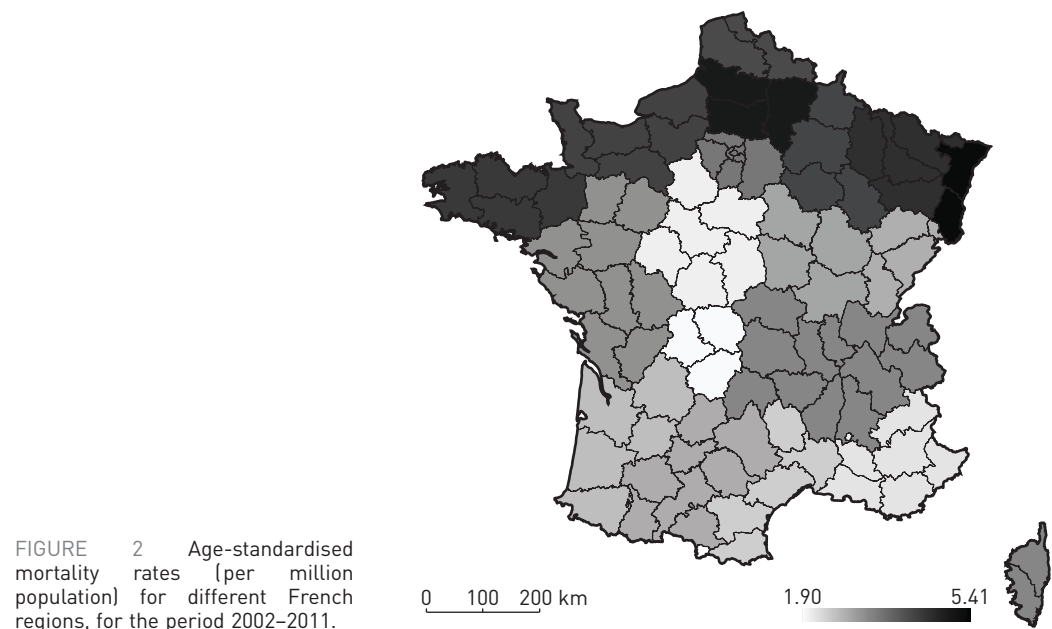 FIGURE 2 Age-standardised
mortality rates (per million
population) for different French
regions, for the period 2002–2011.
0 100 200 km
1.90 5.41